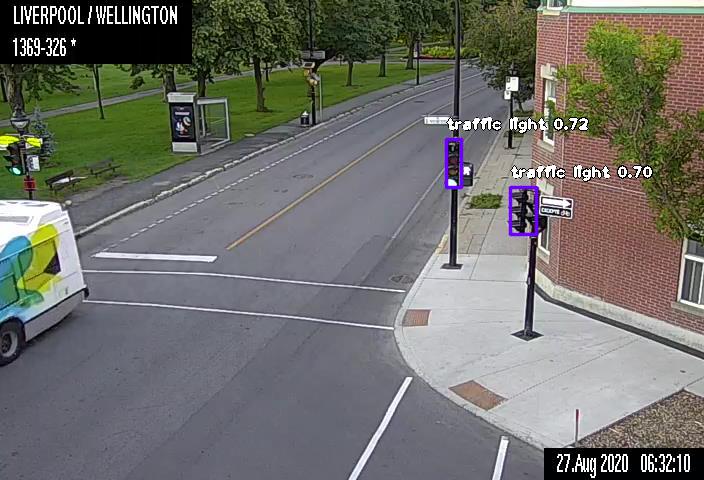 LIVERPOOL / WELLINGTON
1369-326 *
traffic light 0.72
traffic light 0.70
27.Aug 2020 06:32:10